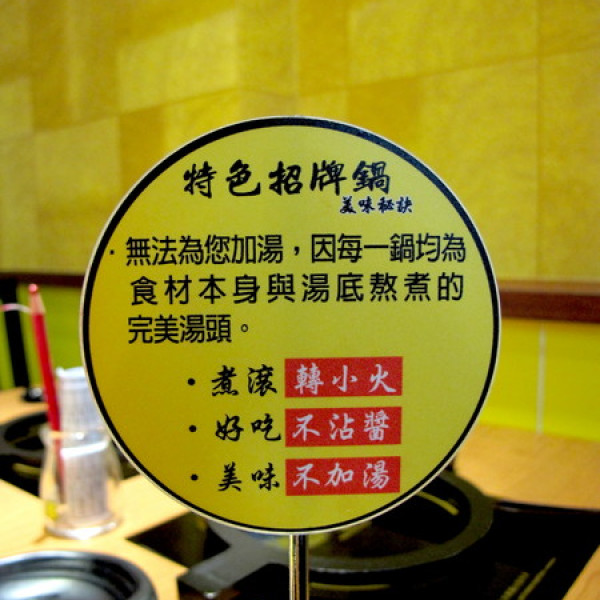 特色招牌鍋
美味秘訣
·無法為您加湯，因每一鍋均為
食材本身與湯底熬煮的
完美湯頭。
·煮滾 轉小火
·好吃 不沾醬
·美味 不加湯